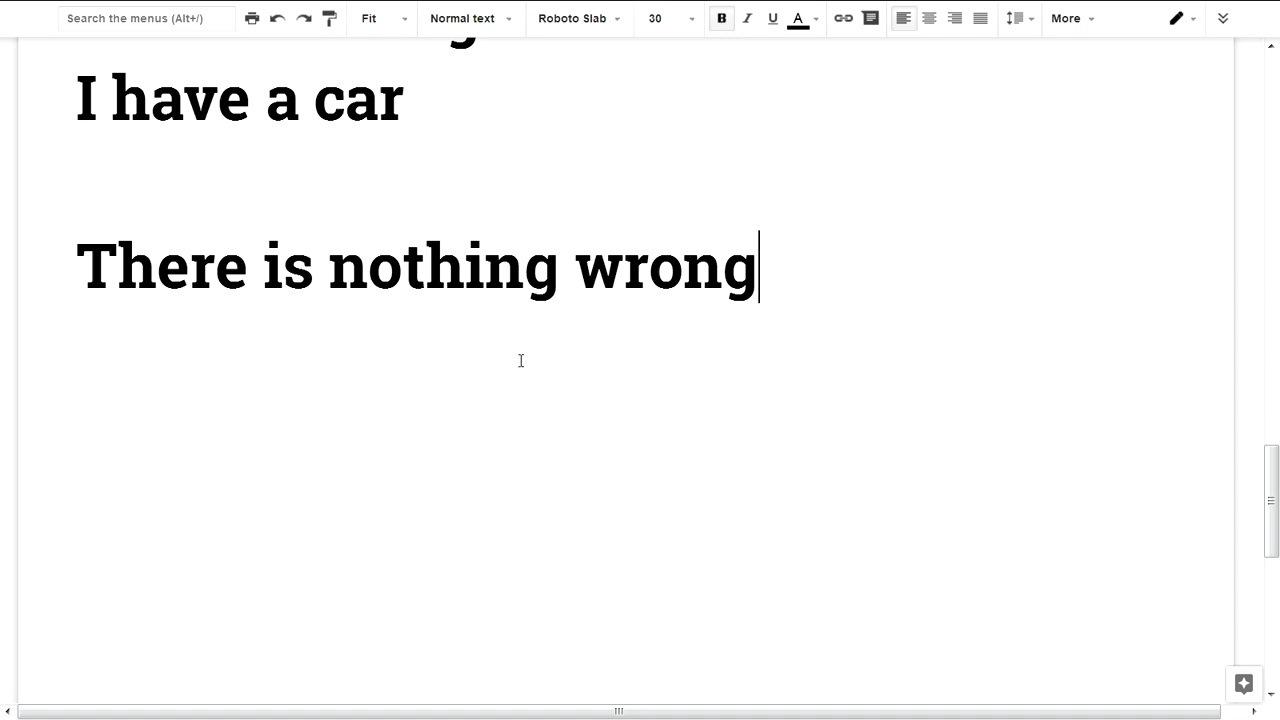 Search the menus (Alt+/) Fit Normal text Roboto Slab 30 B I U A More
I have a car
There is nothing wrong